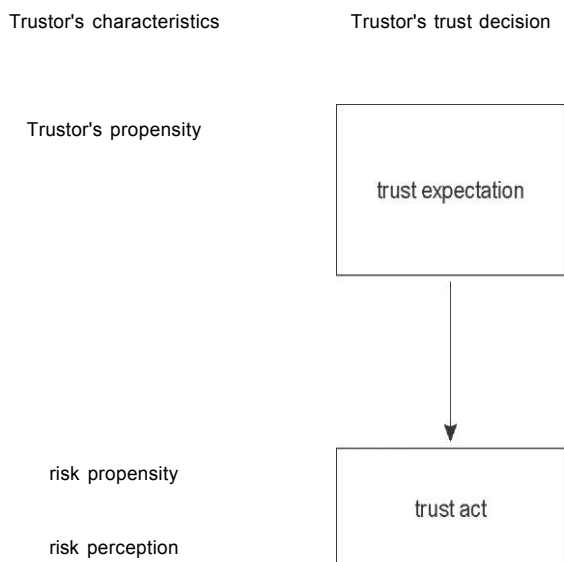 Trustor's characteristics
Trustor's trust decision
Trustor's propensity
trust expectation
risk propensity
trust act
risk perception